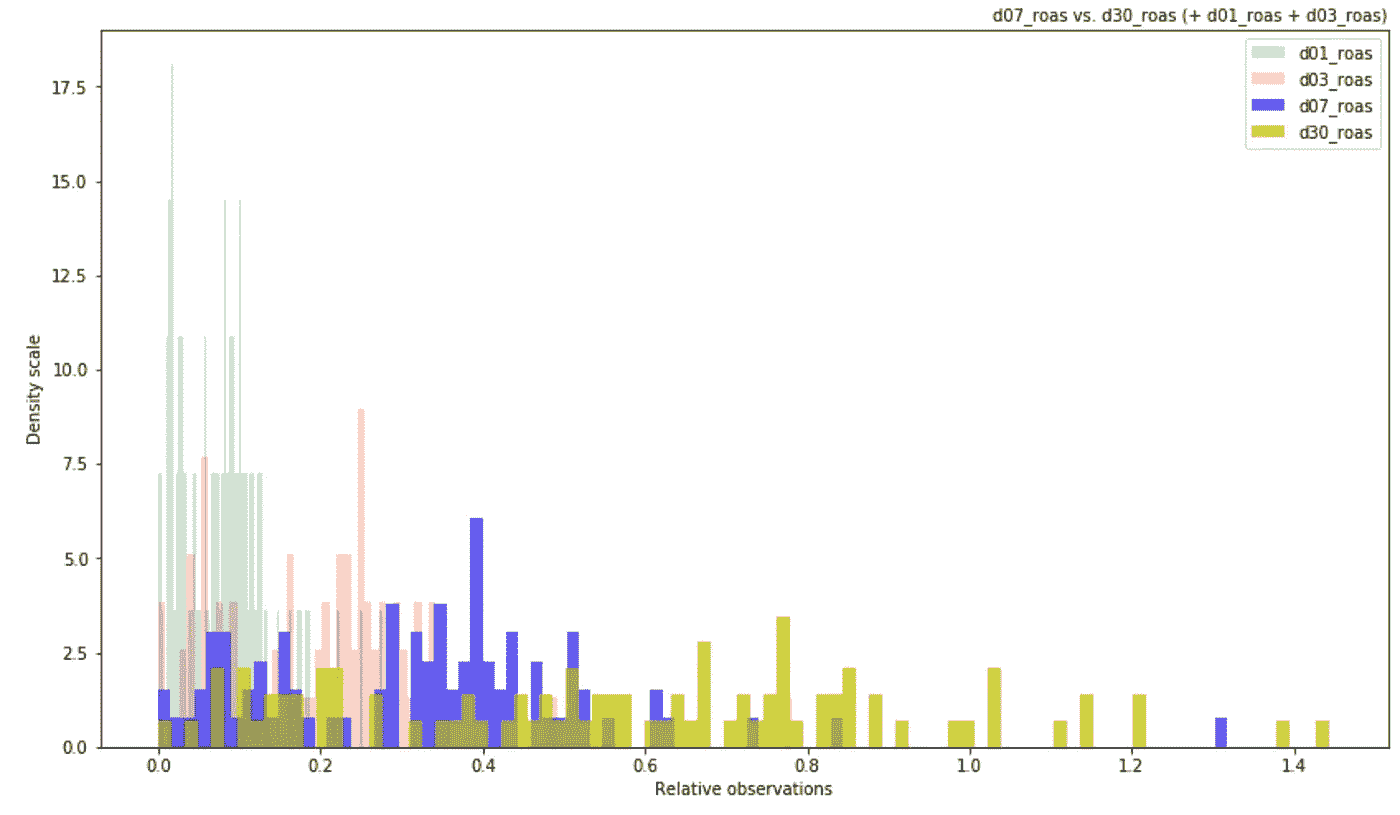 d07_roas vs. d30_roas (+ d01_roas + d03_roas)
d01_roas
d03_roas
d07_roas
d30_roas
17.5
15.0
12.5
10.0
7.5
5.0
2.5
0.0
Density scale
0.0 0.2 0.4 0.6 0.8 1.0 1.2 1.4
Relative observations